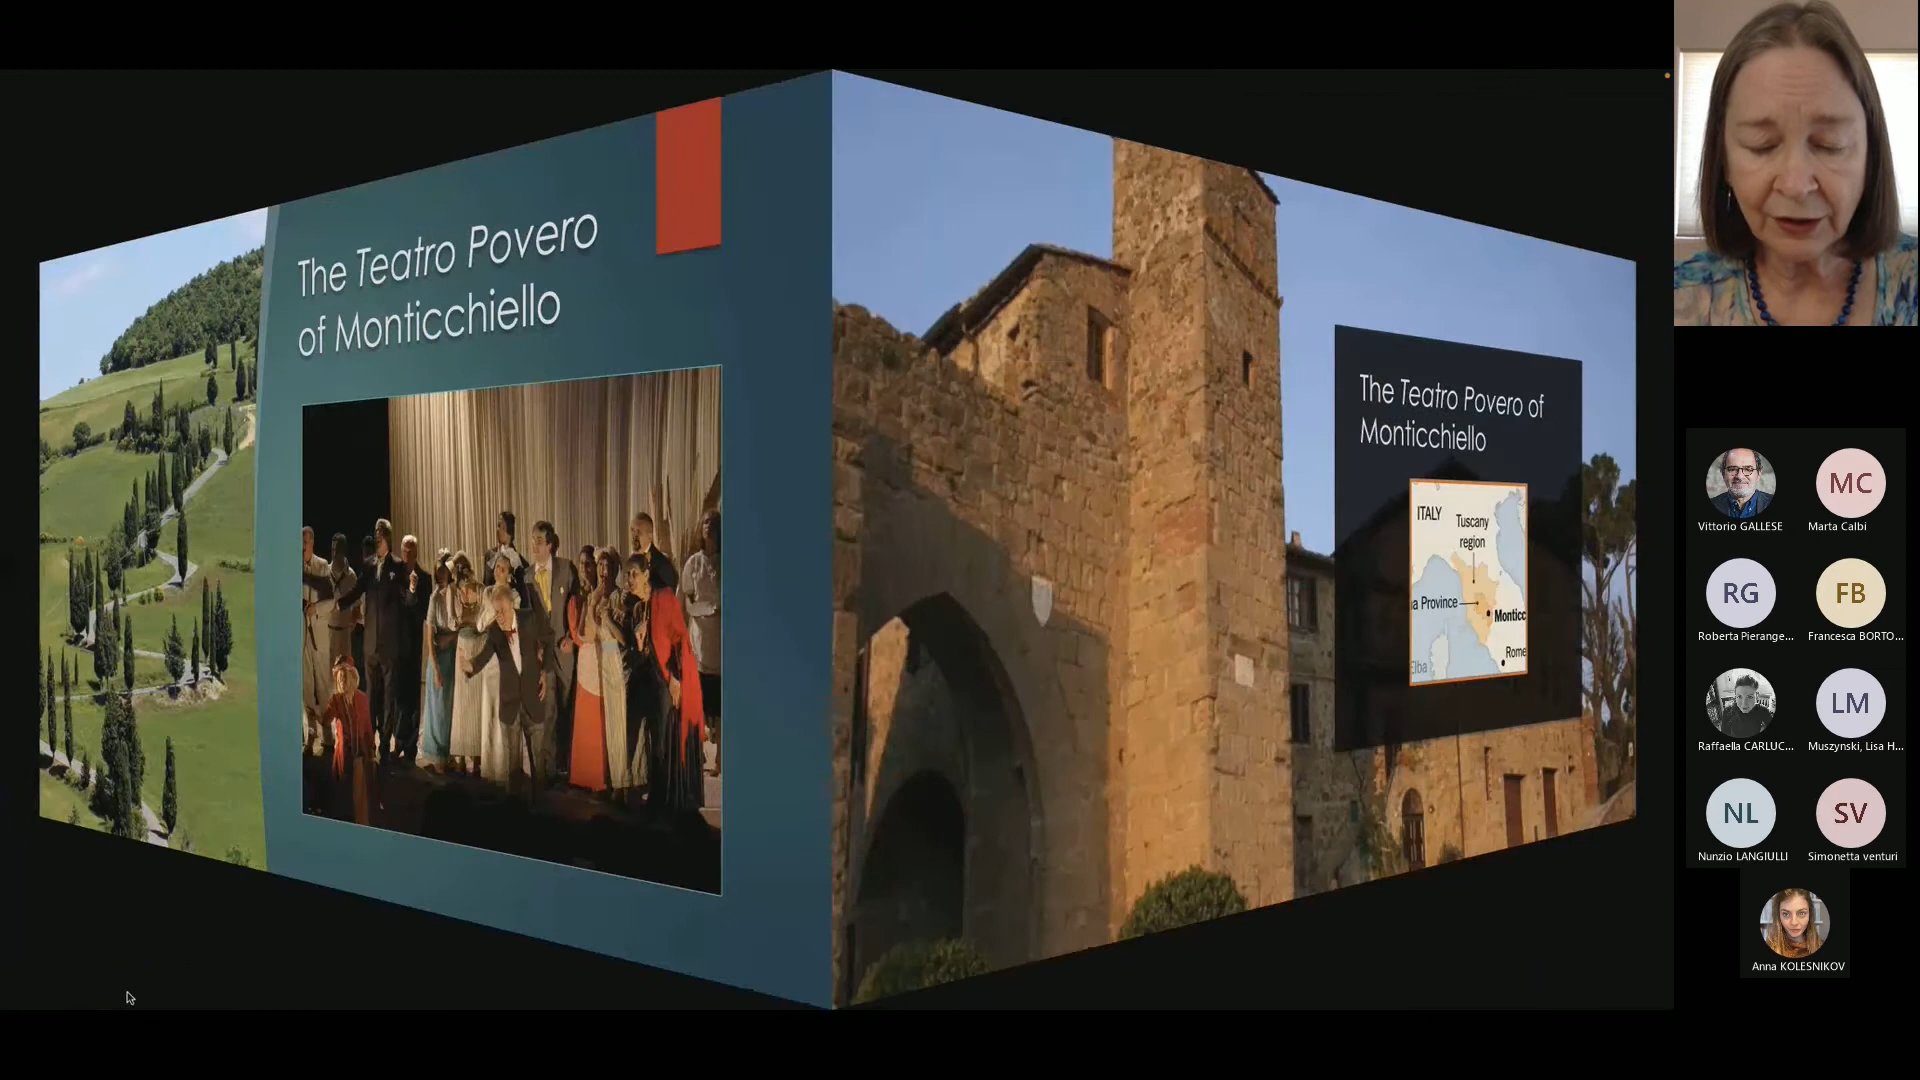 The Teatro Povero
of Monticchiello
The Teatro Povero of
Monticchiello
ITALY
Tuscany
region
a Province
Monticc
Rome
Elba
Vittorio GALLESE
MC
Marta Calbi
RG
Roberta Pierange...
FB
Francesca BORTO...
Raffaella CARLUC...
LM
Muszynski, Lisa H...
NL
Nunzio LANGIULLI
SV
Simonetta venturi
Anna KOLESNIKOV